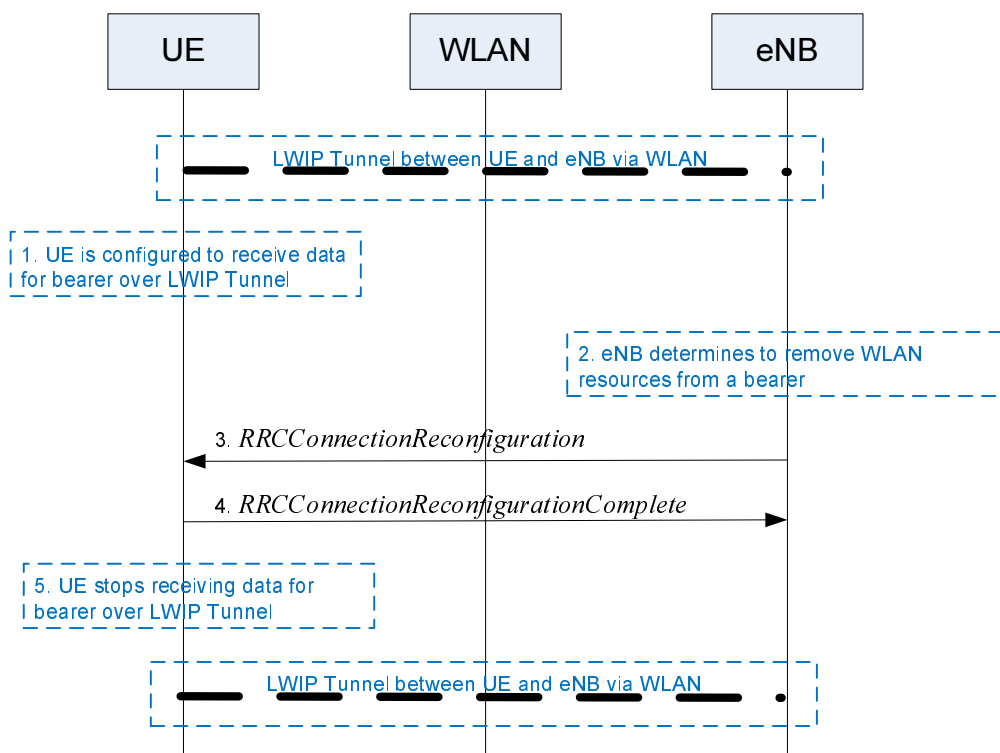 UE
WLAN
eNB
LWIP Tunnel between UE and eNB via WLAN
1. UE is configured to receive data
for bearer over LWIP Tunnel
2. eNB determines to remove WLAN
resources from a bearer
3. RRCConnectionReconfiguration
4. RRCConnectionReconfigurationComplete
5. UE stops receiving data for
bearer over LWIP Tunnel
LWIP Tunnel between UE and eNB via WLAN